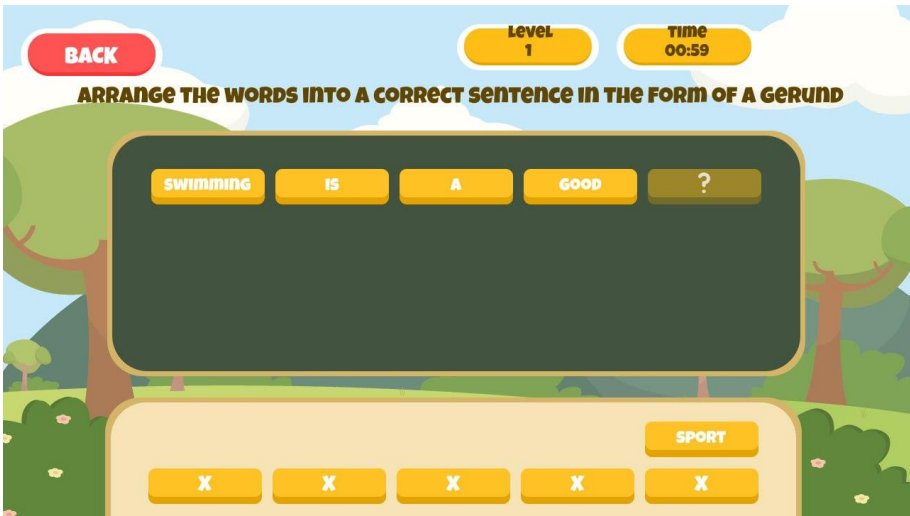 BACK
Level
1
Time
00:59
ARRANGE THE WORDS INTO A CORRECT SENTENCE IN THE FORM OF A GERUND
SWIMMING IS A GOOD ?
SPORT
X X X X X